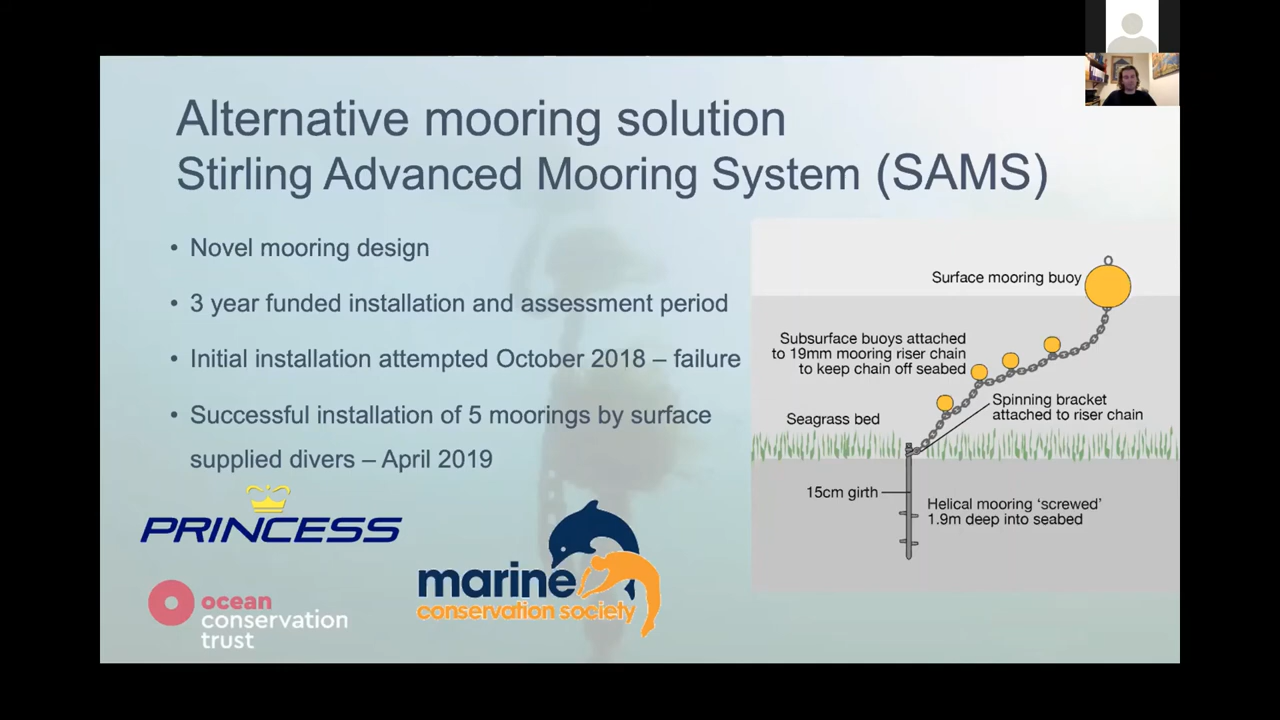 Alternative mooring solution
Stirling Advanced Mooring System (SAMS)
• Novel mooring design
• 3 year funded installation and assessment period
• Initial installation attempted October 2018 – failure
• Successful installation of 5 moorings by surface
supplied divers – April 2019
Surface mooring buoy
Subsurface buoys attached
to 19mm mooring riser chain
to keep chain off seabed
Spinning bracket
attached to riser chain
Seagrass bed
15cm girth
Helical mooring ‘screwed’
1.9m deep into seabed
PRINCESS
marine
conservation society
ocean
conservation
trust